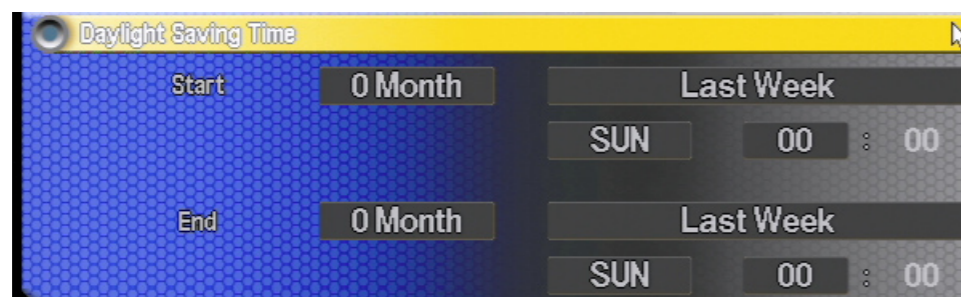 Daylight Saving Time
Start 0 Month Last Week
SUN 00 : 00
End 0 Month Last Week
SUN 00 : 00